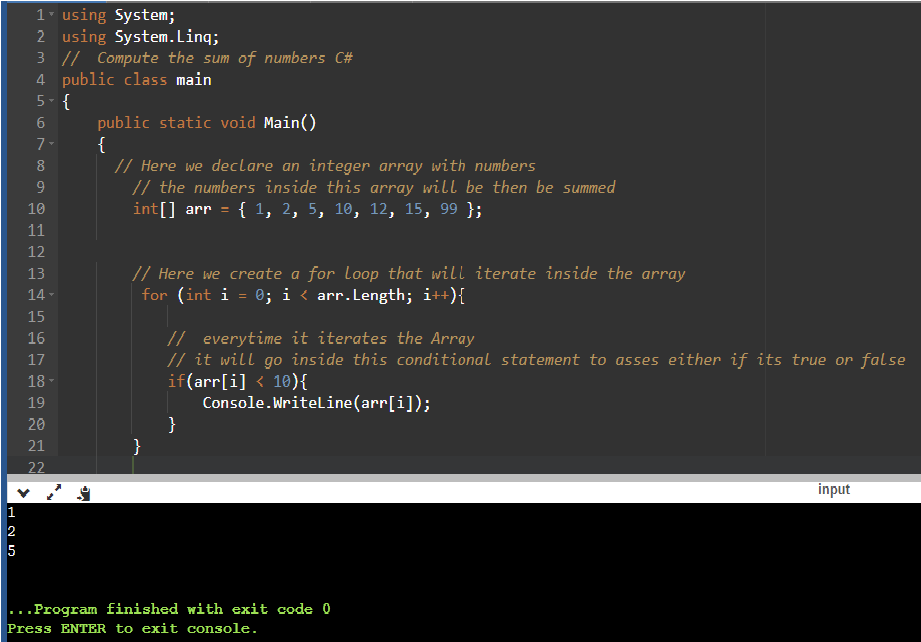 1 using System;
2 using System.Linq;
3 //  Compute the sum of numbers C#
4 public class main
5 {
6     public static void Main()
7     {
8       // Here we declare an integer array with numbers
9         // the numbers inside this array will be then be summed
10         int[] arr = { 1, 2, 5, 10, 12, 15, 99 };
11
12
13         // Here we create a for loop that will iterate inside the array
14          for (int i = 0; i < arr.Length; i++){
15
16             //  everytime it iterates the Array
17             // it will go inside this conditional statement to asses either if its true or false
18             if(arr[i] < 10){
19                 Console.WriteLine(arr[i]);
20             }
21         }
22
input
1
2
5
...Program finished with exit code 0
Press ENTER to exit console.